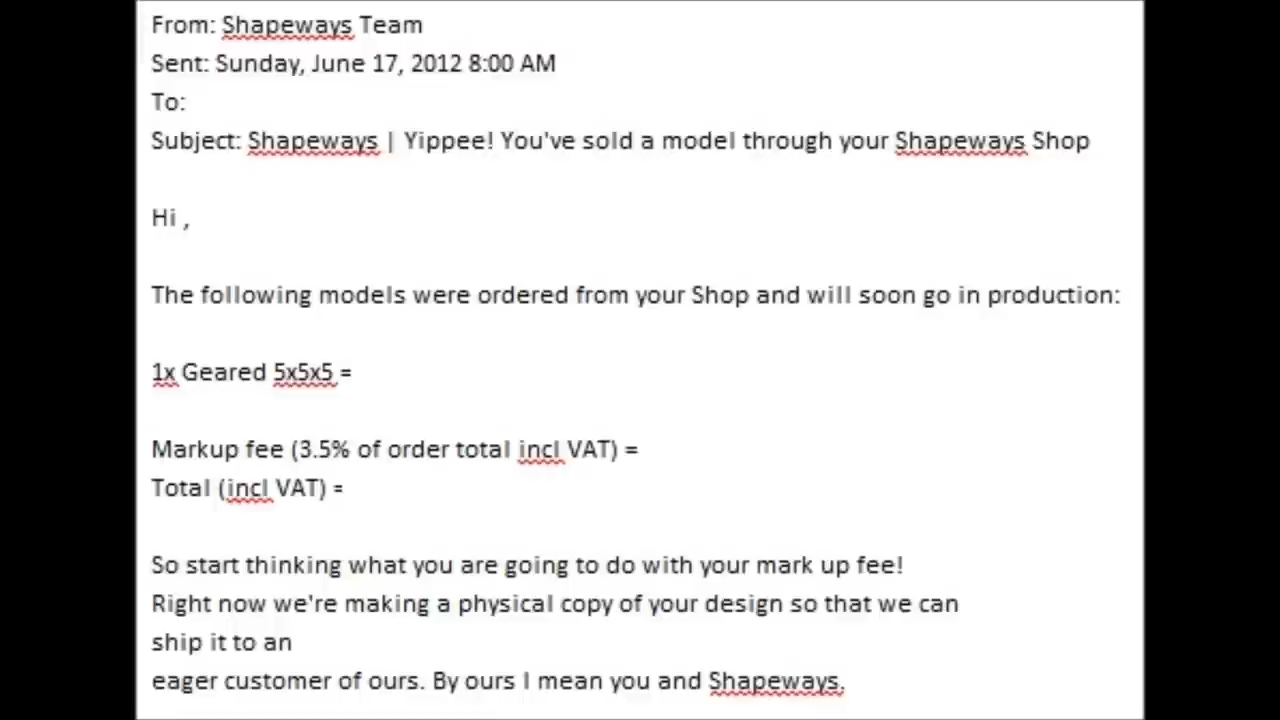 From: Shapeways Team
Sent: Sunday, June 17, 2012 8:00 AM
To:
Subject: Shapeways | Yippee! You've sold a model through your Shapeways Shop
Hi ,
The following models were ordered from your Shop and will soon go in production:
1x Geared 5x5x5 =
Markup fee (3.5% of order total incl VAT) =
Total (incl VAT) =
So start thinking what you are going to do with your mark up fee!
Right now we're making a physical copy of your design so that we can
ship it to an
eager customer of ours. By ours I mean you and Shapeways.